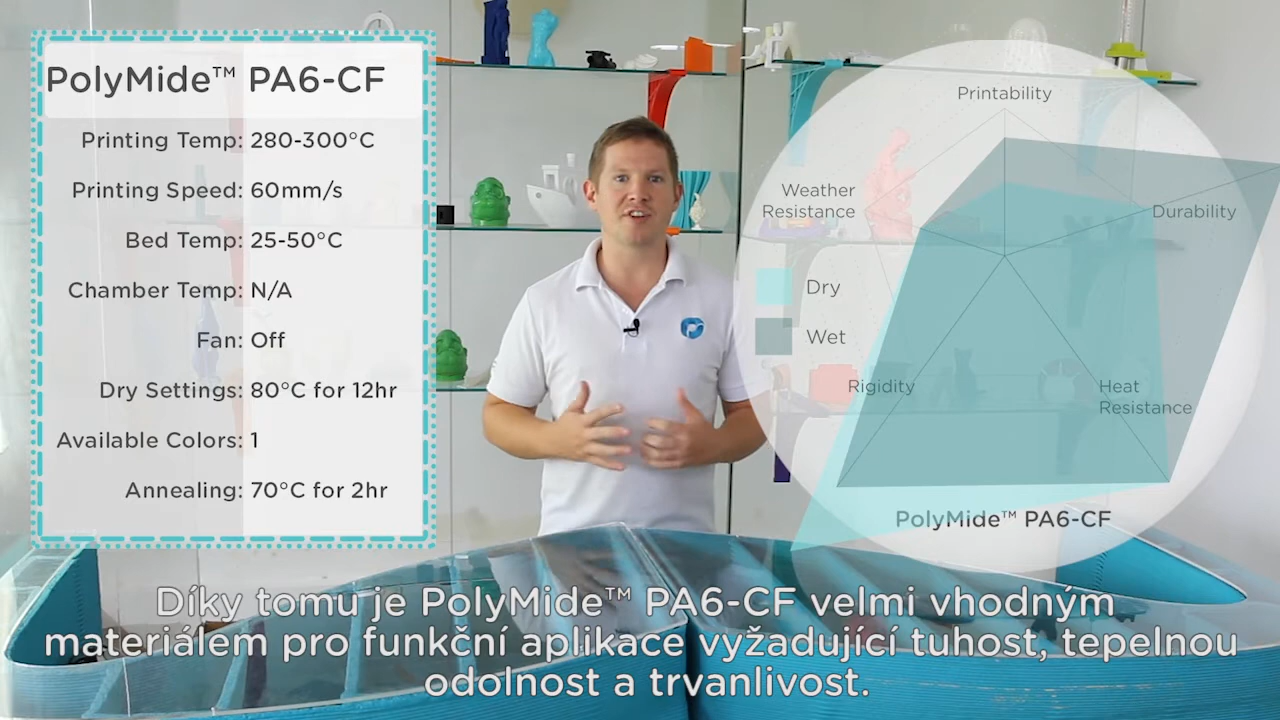 PolyMide™ PA6-CF
Printing Temp: 280-300°C
Printing Speed: 60mm/s
Bed Temp: 25-50°C
Chamber Temp: N/A
Fan: Off
Dry Settings: 80°C for 12hr
Available Colors: 1
Annealing: 70°C for 2hr
Printability
Weather
Resistance
Durability
Dry
Wet
Rigidity
Heat
Resistance
PolyMide™ PA6-CF
Díky tomu je PolyMide™ PA6-CF velmi vhodným
materiálem pro funkční aplikace vyžadující tuhost, tepelnou
odolnost a trvanlivost.